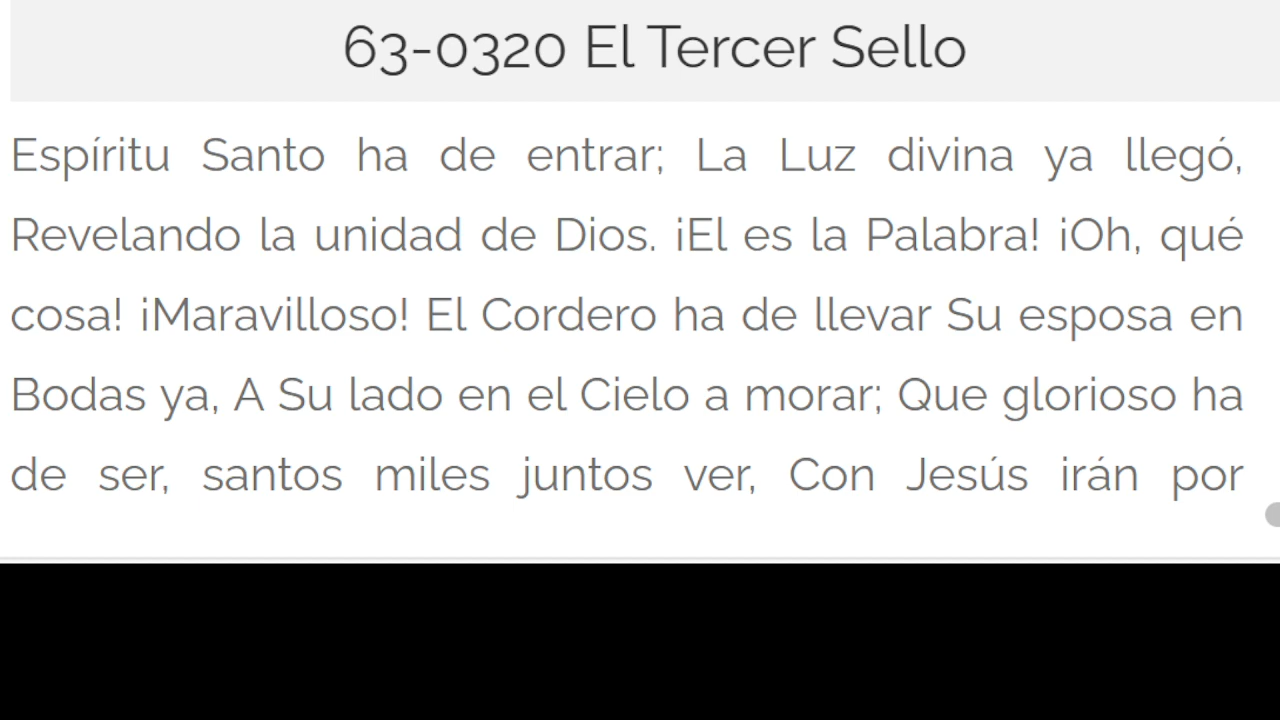 63-0320 El Tercer Sello
Espíritu Santo ha de entrar; La Luz divina ya llegó,
Revelando la unidad de Dios. ¡El es la Palabra! ¡Oh, qué
cosa! ¡Maravilloso! El Cordero ha de llevar Su esposa en
Bodas ya, A Su lado en el Cielo a morar; Que glorioso ha
de ser, santos miles juntos ver, Con Jesús irán por